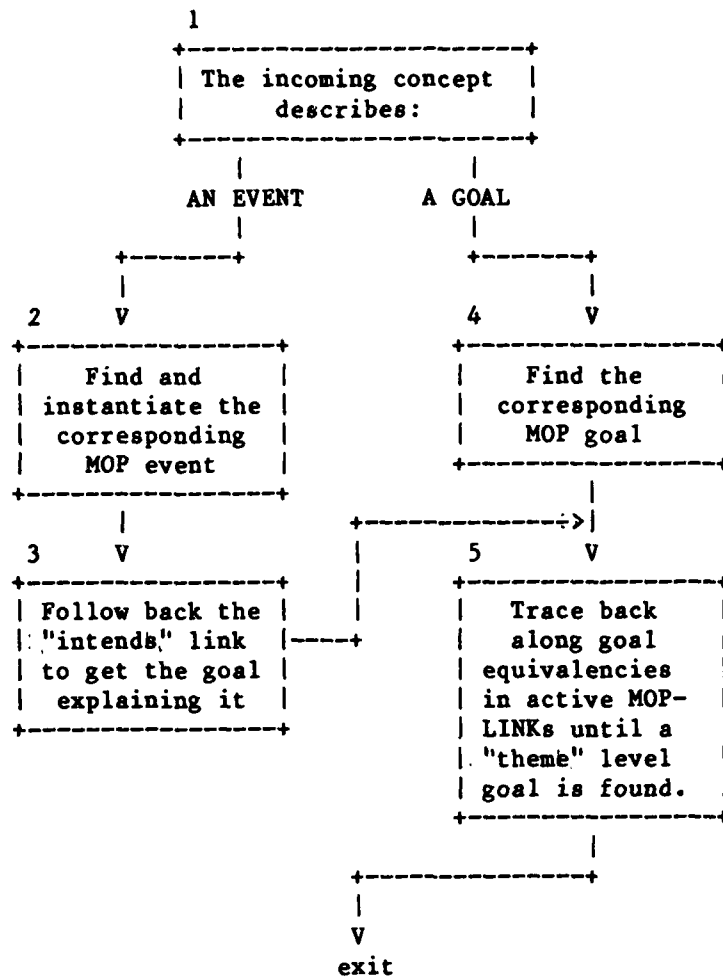 1
The incoming concept
describes:
AN EVENT A GOAL
2 V 4 V
Find and
instantiate the
corresponding
MOP event
Find the
corresponding
MOP goal
3 V 5 V
Follow back the
"intends" link
to get the goal
explaining it
Trace back
along goal
equivalencies
in active MOP-
LINKs until a
"theme" level
goal is found.
V
exit